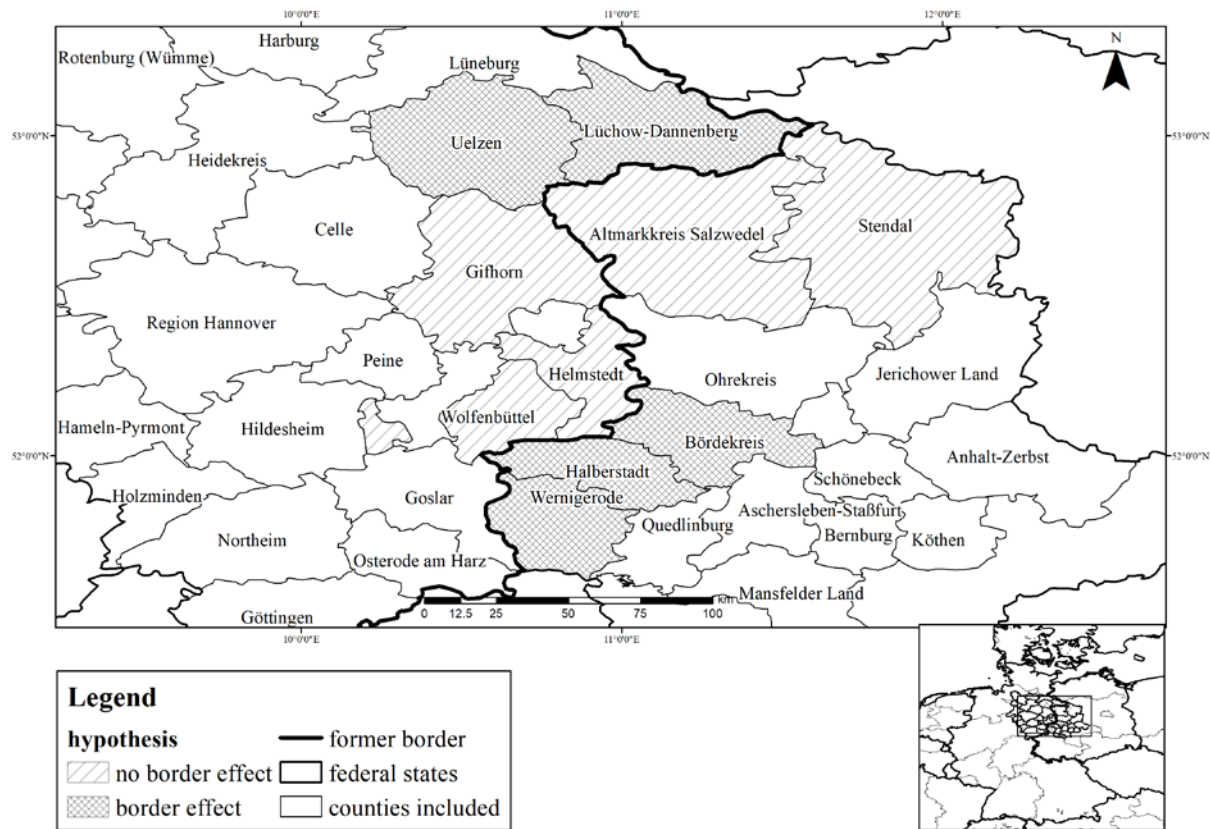 10°0'0"E 11°0'0"E 12°0'0"E
Harburg
N
Rotenburg (Wümme)
Lüneburg
53°0'0"N
Uelzen
Lüchow-Dannenberg
53°0'0"N
Heidekreis
Celle
Altmarkkreis Salzwedel
Stendal
Gifhorn
Region Hannover
Peine
Helmstedt
Ohrekreis
Jerichower Land
Hameln-Pyrmont
Hildesheim
Wolfenbüttel
Bördekreis
52°0'0"N
Anhalt-Zerbst
52°0'0"N
Halberstadt
Schönebeck
Holzminden
Goslar
Wernigerode
Aschersleben-Staßfurt
Quedlinburg
Northeim
Bernburg
Köthen
Osterode am Harz
Mansfelder Land
km
0 12.5 25 50 75 100
Göttingen
10°0'0"E 11°0'0"E
Legend
hypothesis
former border
no border effect
federal states
border effect
counties included